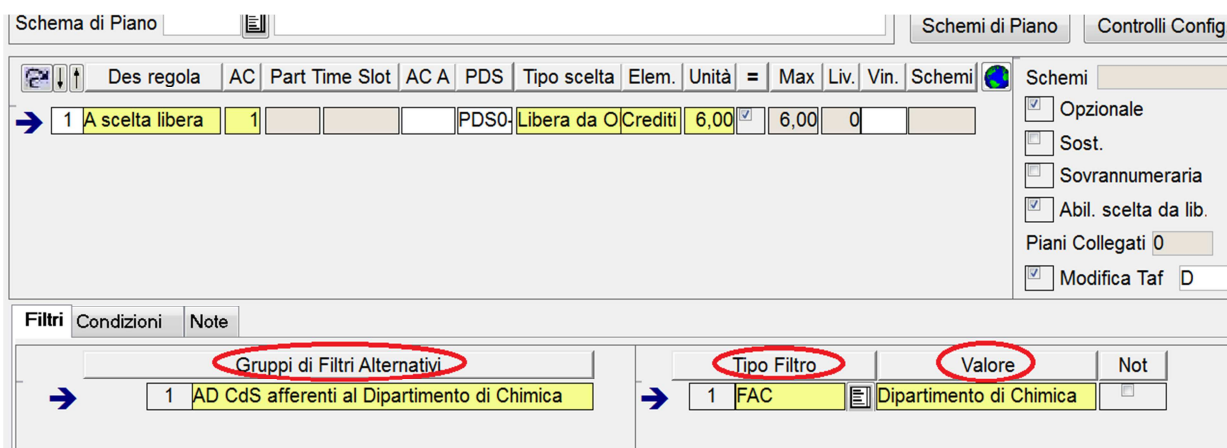 Schema di Piano Schemi di Piano Controlli Config
Des regola AC Part Time Slot AC A PDS Tipo scelta Elem. Unità = Max Liv. Vin. Schemi Schemi
Opzionale
1 A scelta libera 1 PDS0- Libera da O Crediti 6,00 6,00 0
Sost.
Sovrannumeraria
Abil. scelta da lib.
Piani Collegati 0
Modifica Taf D
Filtri Condizioni Note
Gruppi di Filtri Alternativi Tipo Filtro Valore Not
1 AD CdS afferenti al Dipartimento di Chimica 1 FAC Dipartimento di Chimica